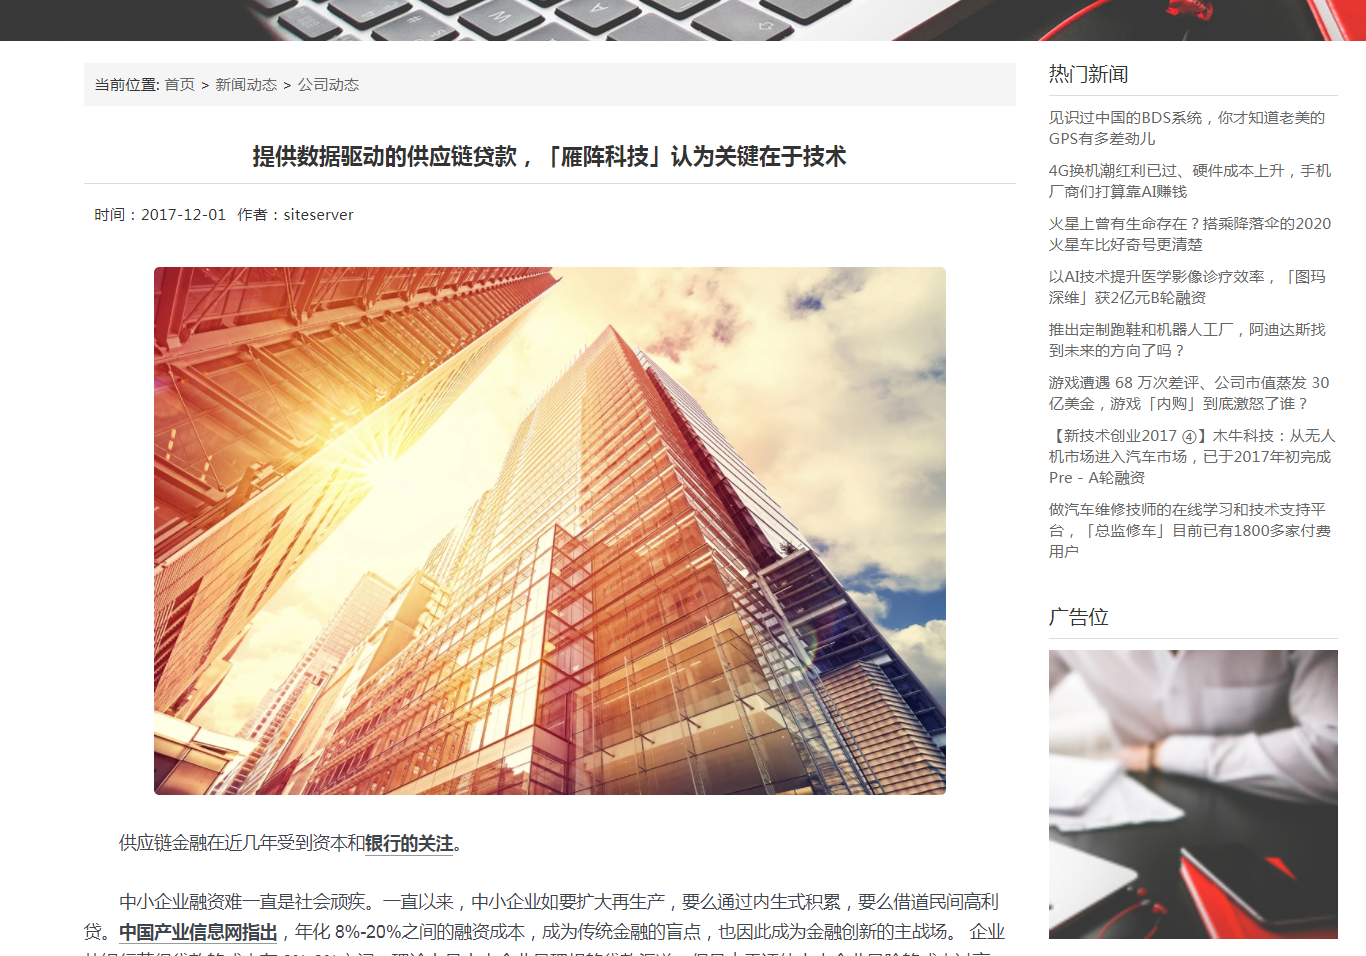 当前位置: 首页 > 新闻动态 > 公司动态
提供数据驱动的供应链贷款，「雁阵科技」认为关键在于技术
时间：2017-12-01 作者：siteserver
供应链金融在近几年受到资本和银行的关注。
中小企业融资难一直是社会顽疾。一直以来，中小企业如要扩大再生产，要么通过内生式积累，要么借道民间高利
贷。中国产业信息网指出，年化 8%-20%之间的融资成本，成为传统金融的盲点，也因此成为金融创新的主战场。 企业
热门新闻
见识过中国的BDS系统，你才知道老美的
GPS有多差劲儿
4G换机潮红利已过、硬件成本上升，手机
厂商们打算靠AI赚钱
火星上曾有生命存在？搭乘降落伞的2020
火星车比好奇号更清楚
以AI技术提升医学影像诊疗效率，「图玛
深维」获2亿元B轮融资
推出定制跑鞋和机器人工厂，阿迪达斯找
到未来的方向了吗？
游戏遭遇 68 万次差评、公司市值蒸发 30
亿美金，游戏「内购」到底激怒了谁？
【新技术创业2017 ④】木牛科技：从无人
机市场进入汽车市场，已于2017年初完成
Pre - A轮融资
做汽车维修技师的在线学习和技术支持平
台，「总监修车」目前已有1800多家付费
用户
广告位